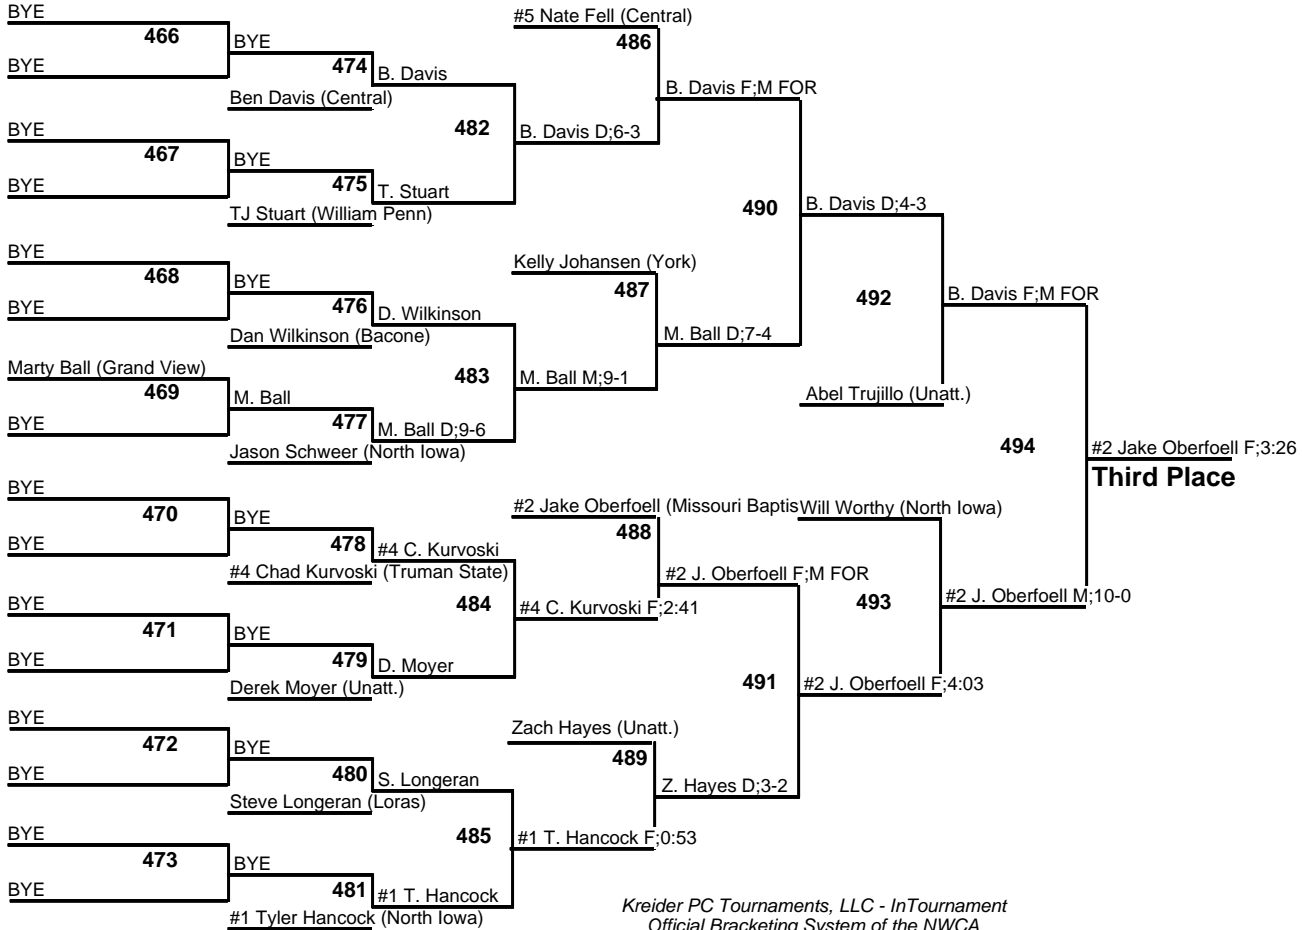 BYE
466
BYE
BYE
474
Ben Davis (Central)
B. Davis
BYE
467
BYE
BYE
475
TJ Stuart (William Penn)
T. Stuart
482
B. Davis D;6-3
#5 Nate Fell (Central)
486
B. Davis F;M FOR
BYE
468
BYE
BYE
476
Dan Wilkinson (Bacone)
D. Wilkinson
Marty Ball (Grand View)
469
BYE
M. Ball
477
Jason Schweer (North Iowa)
M. Ball D;9-6
483
M. Ball M;9-1
Kelly Johansen (York)
487
M. Ball D;7-4
490
B. Davis D;4-3
492
Abel Trujillo (Unatt.)
B. Davis F;M FOR
BYE
470
BYE
BYE
478
#4 Chad Kurvoski (Truman State)
#4 C. Kurvoski
BYE
471
BYE
BYE
479
Derek Moyer (Unatt.)
D. Moyer
484
#4 C. Kurvoski F;2:41
#2 Jake Oberfoell (Missouri Baptis
488
#2 J. Oberfoell F;M FOR
BYE
472
BYE
BYE
480
Steve Longeran (Loras)
S. Longeran
BYE
473
BYE
BYE
481
#1 Tyler Hancock (North Iowa)
#1 T. Hancock
485
#1 T. Hancock F;0:53
Zach Hayes (Unatt.)
489
Z. Hayes D;3-2
491
#2 J. Oberfoell F;4:03
Will Worthy (North Iowa)
493
#2 J. Oberfoell M;10-0
494
#2 Jake Oberfoell F;3:26
Third Place
Kreider PC Tournaments, LLC - InTournament
Official Bracketing System of the NWCA